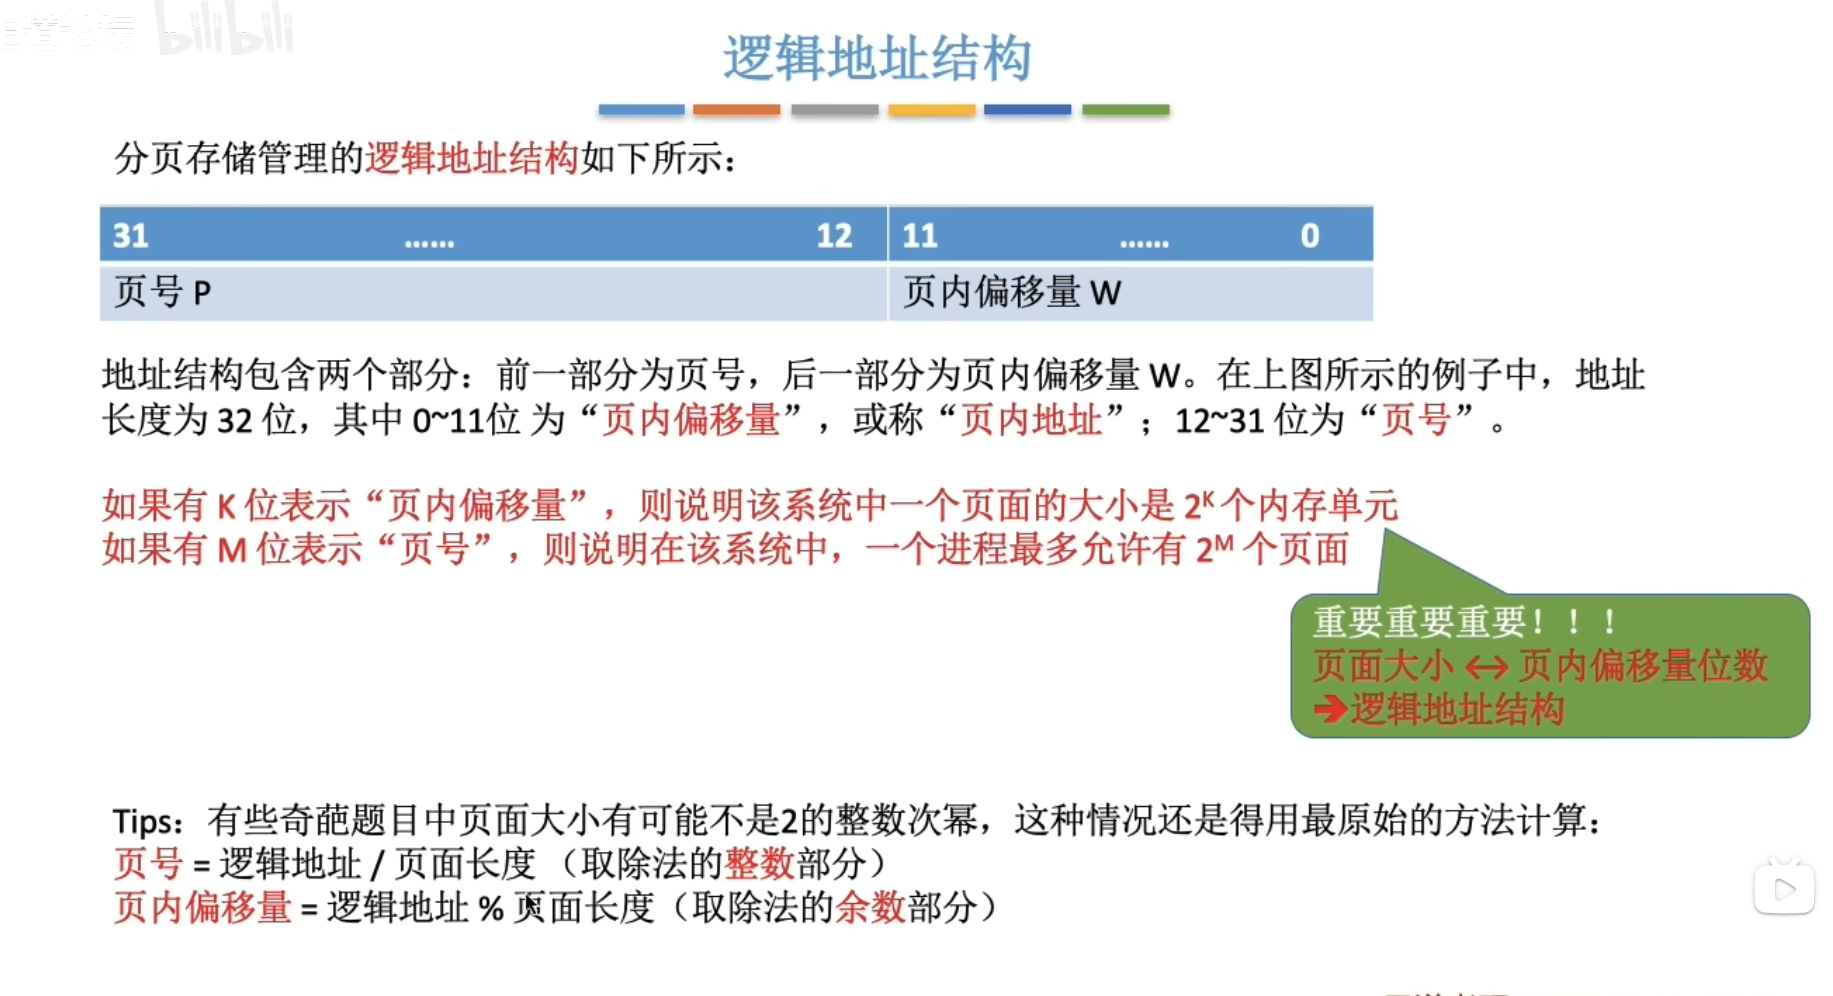 bilibili
逻辑地址结构
分页存储管理的逻辑地址结构如下所示：
31 …… 12 11 …… 0
页号 P 页内偏移量 W
地址结构包含两个部分：前一部分为页号，后一部分为页内偏移量 W。在上图所示的例子中，地址
长度为 32 位，其中 0~11位 为“页内偏移量”，或称“页内地址”；12~31 位为“页号”。
如果有 K 位表示“页内偏移量”，则说明该系统中一个页面的大小是 2ᴷ 个内存单元
如果有 M 位表示“页号”，则说明在该系统中，一个进程最多允许有 2ᴹ 个页面
重要重要重要！！！
页面大小 ↔ 页内偏移量位数
➔逻辑地址结构
Tips：有些奇葩题目中页面大小有可能不是2的整数次幂，这种情况还是得用最原始的方法计算：
页号 = 逻辑地址 / 页面长度 （取除法的整数部分）
页内偏移量 = 逻辑地址 % 页面长度（取除法的余数部分）